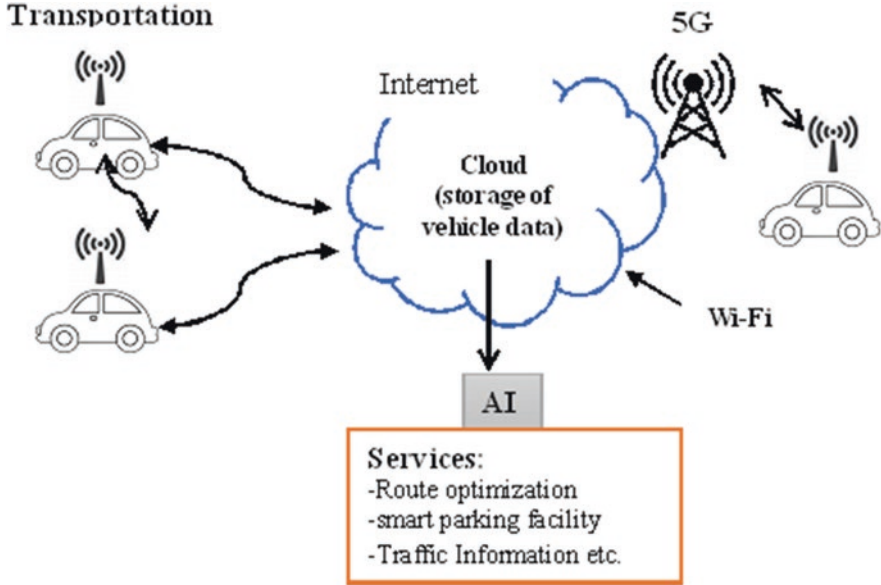 Transportation
5G
Internet
Cloud
(storage of
vehicle data)
Wi-Fi
AI
Services:
-Route optimization
-smart parking facility
-Traffic Information etc.